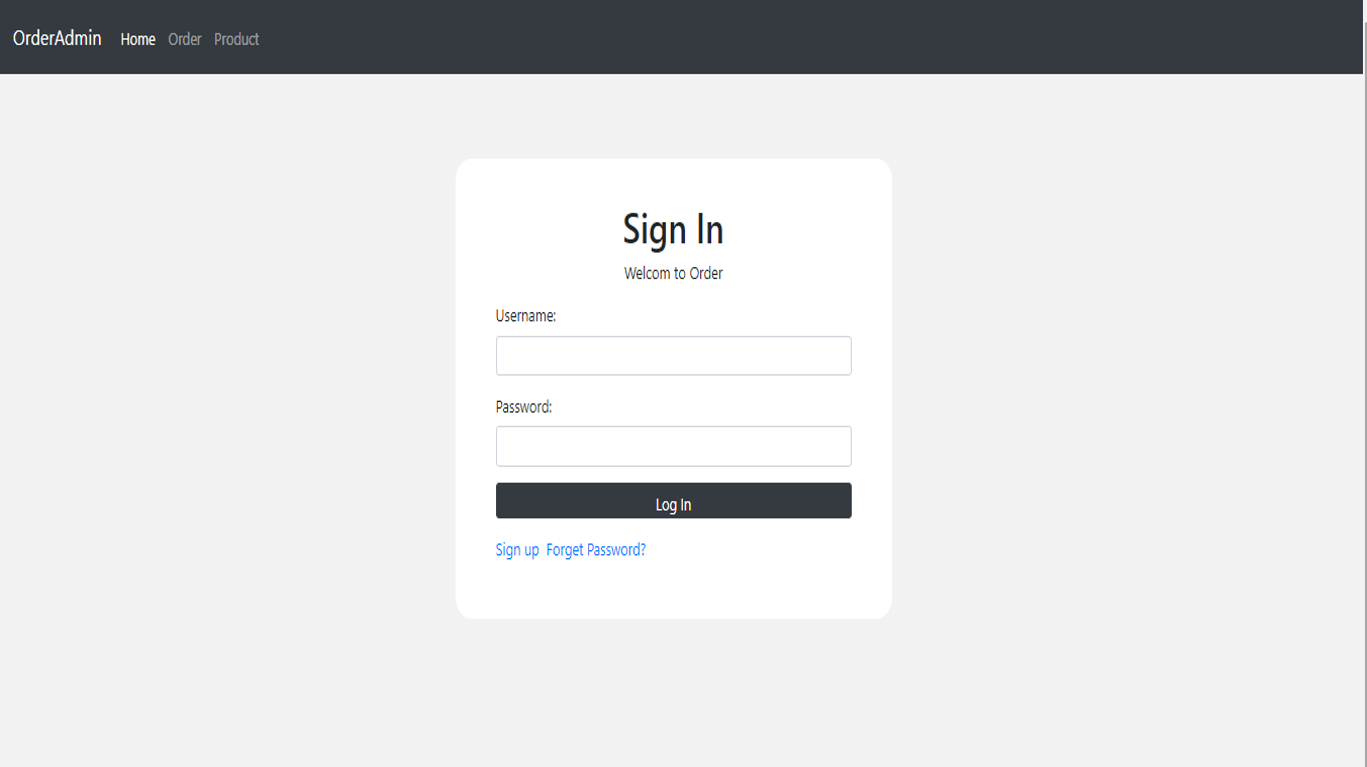 OrderAdmin Home Order Product
Sign In
Welcom to Order
Username:
Password:
Log In
Sign up Forget Password?